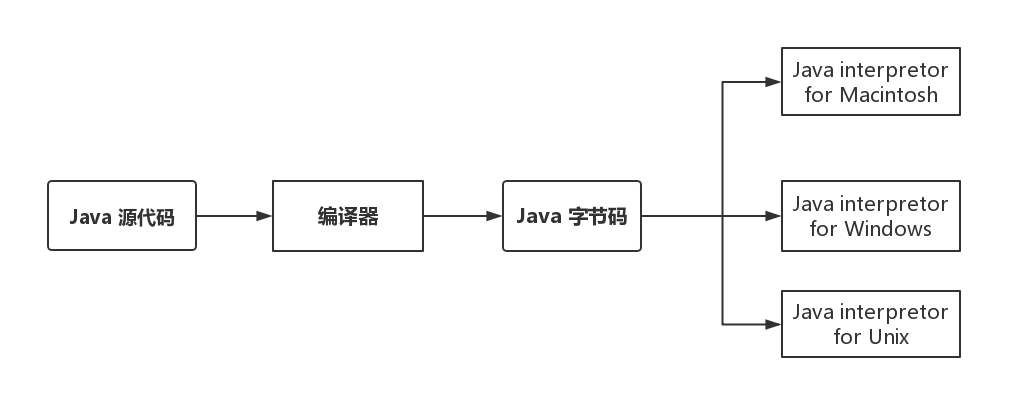 Java 源代码
编译器
Java 字节码
Java interpretor
for Macintosh
Java interpretor
for Windows
Java interpretor
for Unix